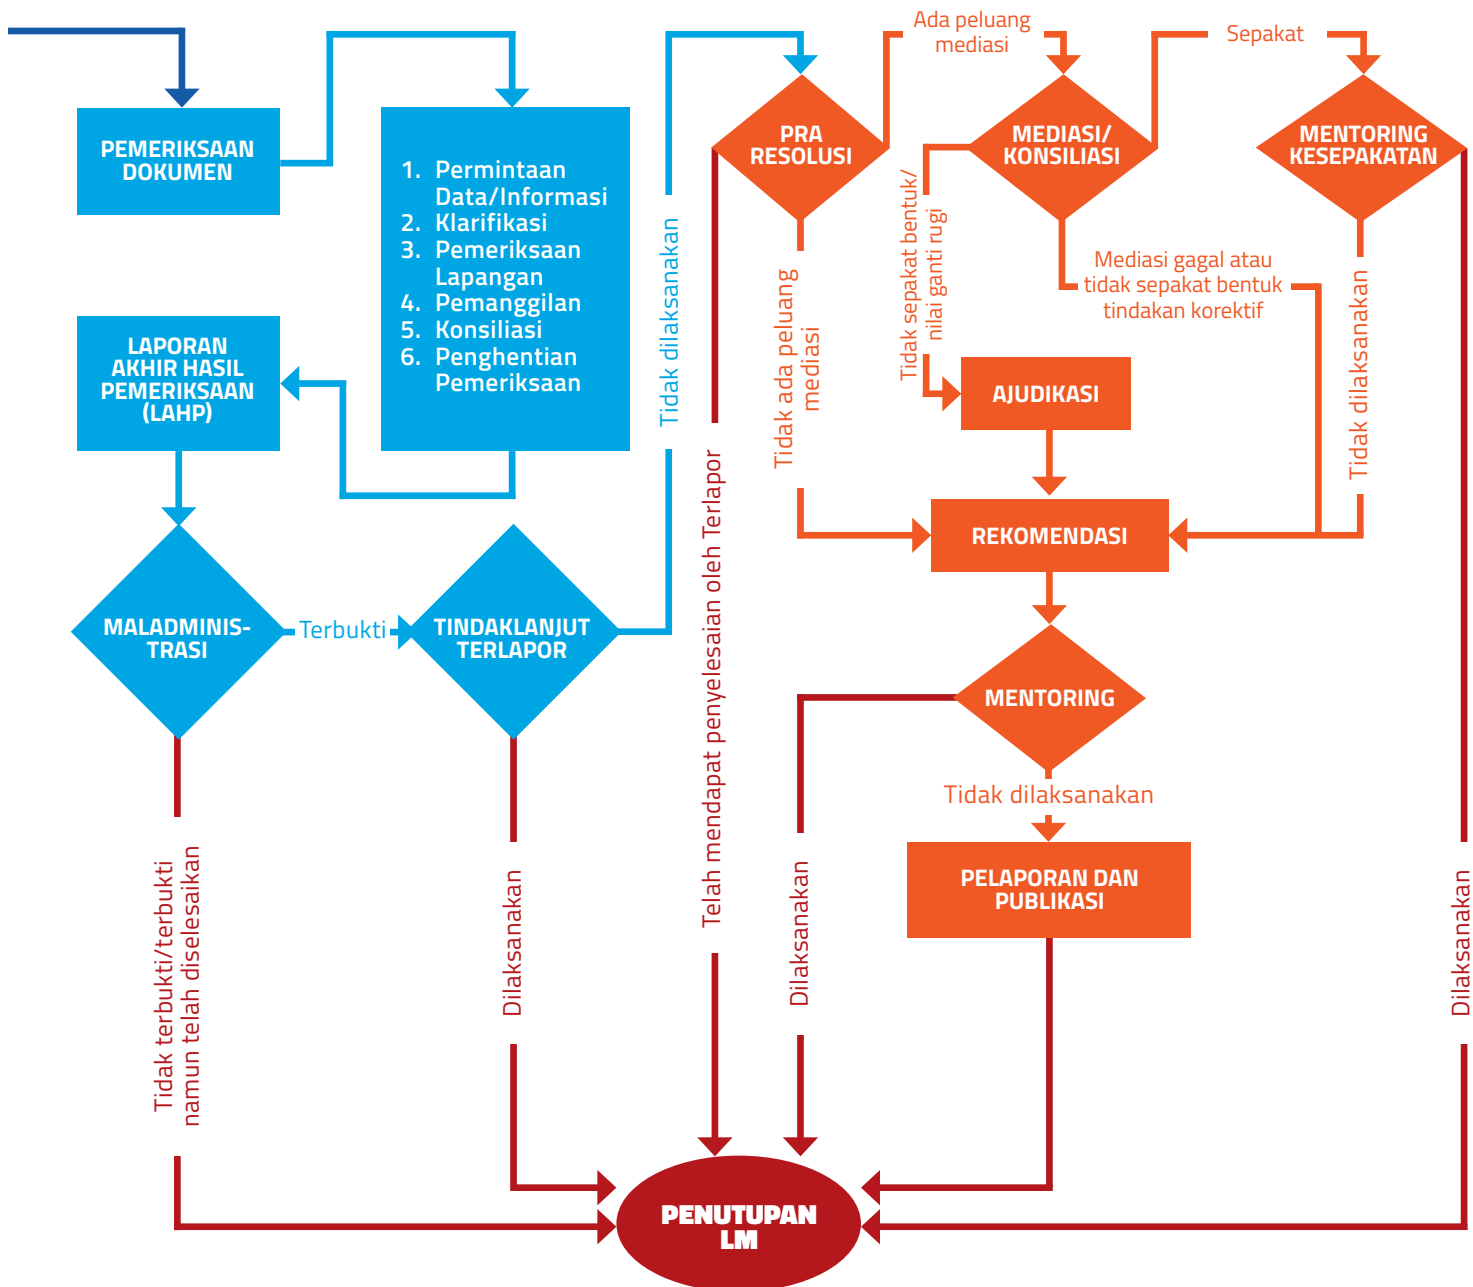 PEMERIKSAAN
DOKUMEN
1. Permintaan
Data/Informasi
2. Klarifikasi
3. Pemeriksaan
Lapangan
4. Pemanggilan
5. Konsiliasi
6. Penghentian
Pemeriksaan
LAPORAN
AKHIR HASIL
PEMERIKSAAN
(LAHP)
MALADMINIS-
TRASI
Terbukti
TINDAKLANJUT
TERLAPOR
Tidak terbukti/terbukti
namun telah diselesaikan
Dilaksanakan
Tidak dilaksanakan
PRA
RESOLUSI
Telah mendapat penyelesaian oleh Terlapor
Tidak ada peluang
mediasi
Ada peluang
mediasi
MEDIASI/
KONSILIASI
Tidak sepakat bentuk/
nilai ganti rugi
Mediasi gagal atau
tidak sepakat bentuk
tindakan korektif
Sepakat
MENTORING
KESEPAKATAN
Tidak dilaksanakan
Dilaksanakan
AJUDIKASI
REKOMENDASI
MENTORING
Dilaksanakan
Tidak dilaksanakan
PELAPORAN DAN
PUBLIKASI
PENUTUPAN
LM